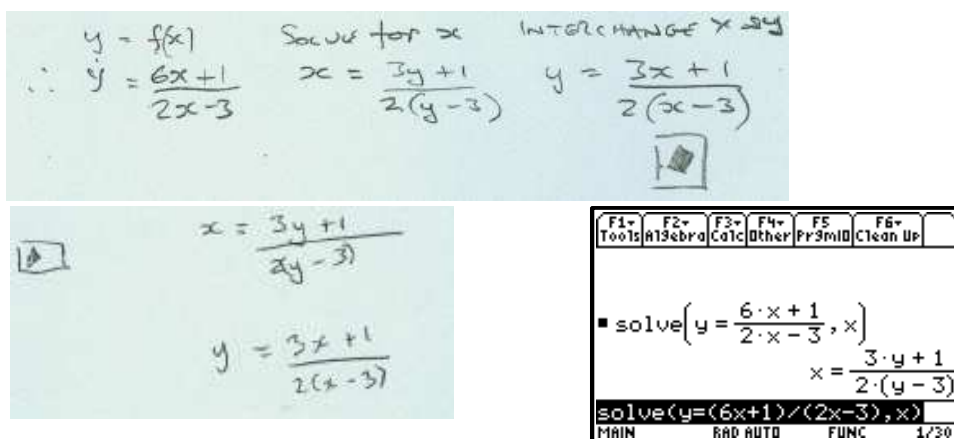 y = f(x) Solve for x INTERCHANGE x & y
∴ y = (6x+1)/(2x-3) x = (3y+1)/(2(y-3)) y = (3x+1)/(2(x-3))
x = (3y+1)/(2(y-3))
y = (3x+1)/(2(x-3))
F1 Tools F2 Algebra F3 Calc F4 Other F5 PrgmIO F6 Clean Up
solve(y = (6·x+1)/(2·x-3), x)
x = (3·y+1)/(2·(y-3))
solve(y=(6x+1)/(2x-3),x)
MAIN RAD AUTO FUNC 1/30